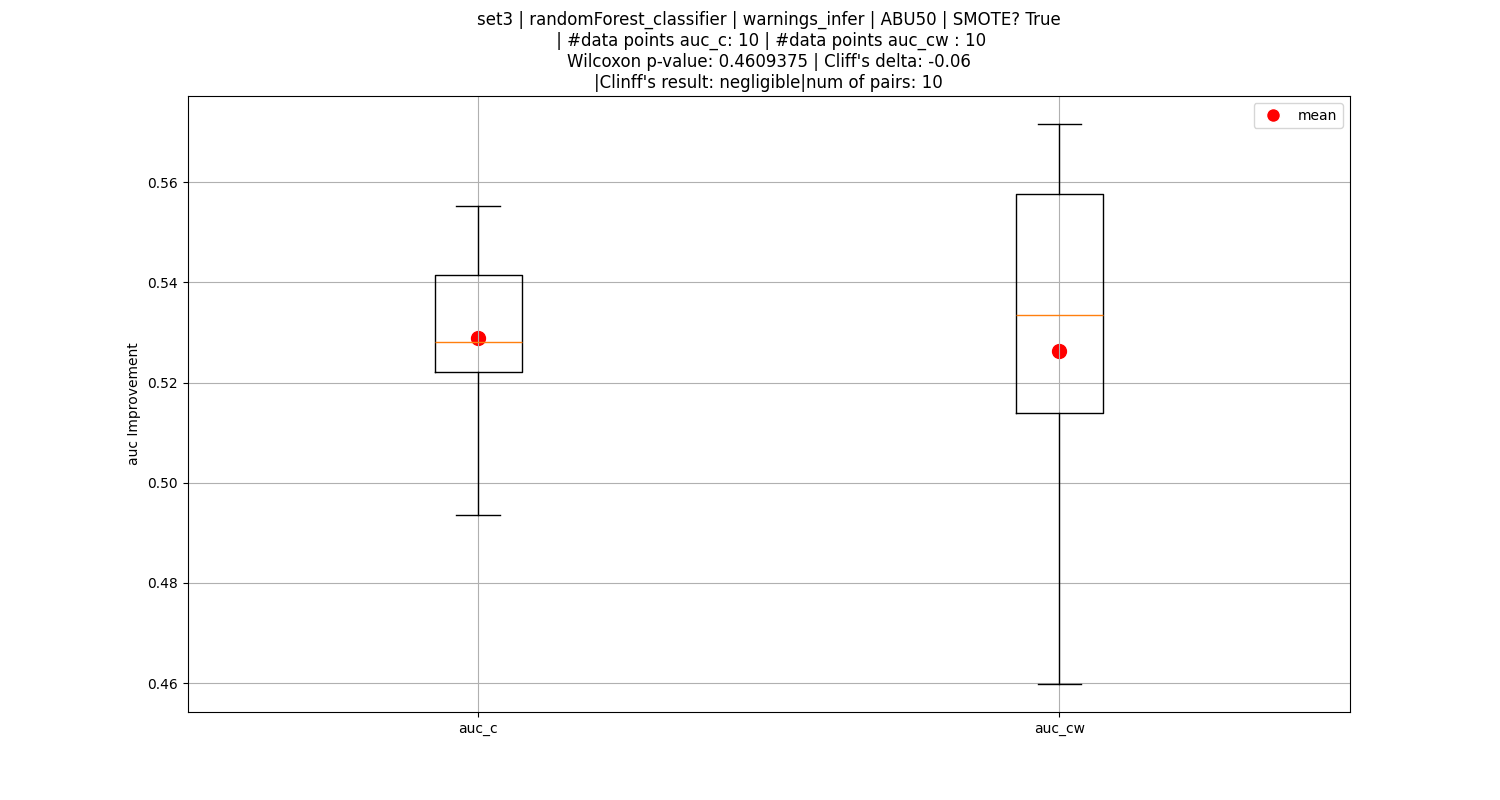 set3 | randomForest_classifier | warnings_infer | ABU50 | SMOTE? True
| #data points auc_c: 10 | #data points auc_cw : 10
Wilcoxon p-value: 0.4609375 | Cliff's delta: -0.06
|Clinff's result: negligible|num of pairs: 10
mean
0.56
0.54
0.52
0.50
0.48
0.46
auc Improvement
auc_c
auc_cw